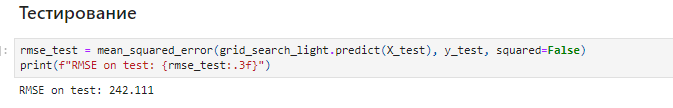 Тестирование
]:
rmse_test = mean_squared_error(grid_search_light.predict(X_test), y_test, squared=False)
print(f"RMSE on test: {rmse_test:.3f}")
RMSE on test: 242.111